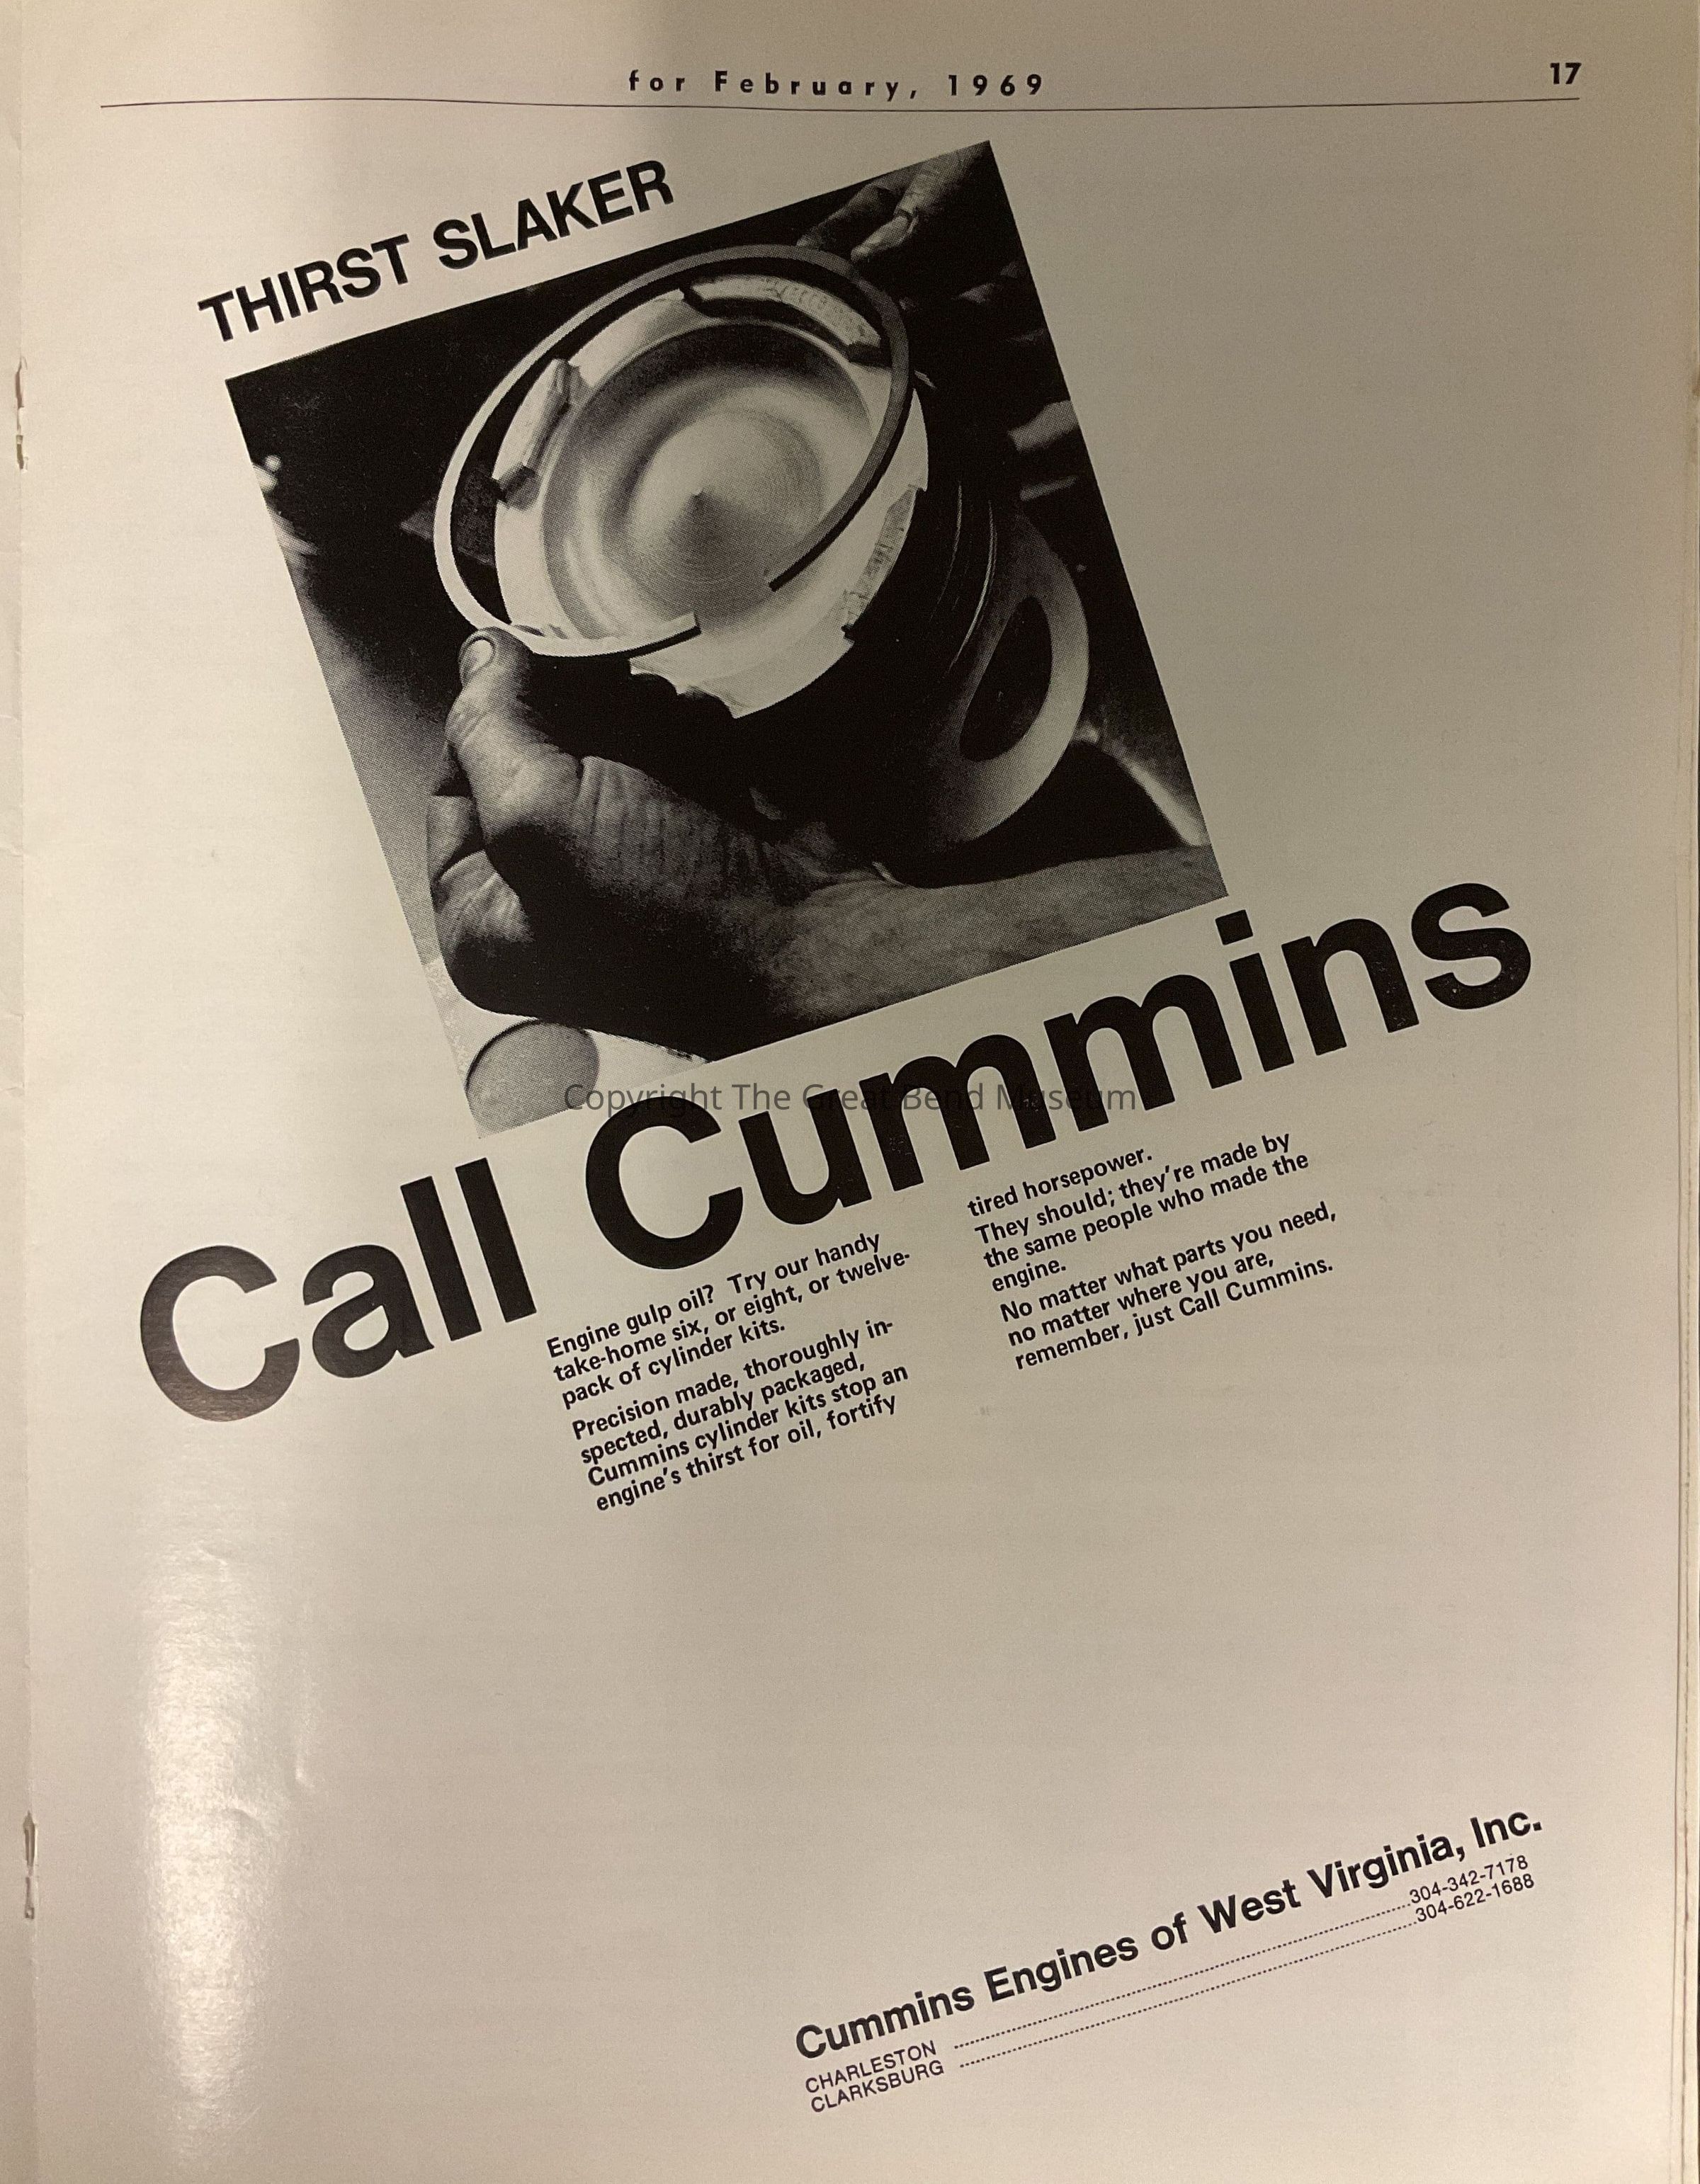 for February, 1969
17
THIRST SLAKER
Call Cummins
Engine gulp oil? Try our handy
take-home six, or eight, or twelve-
pack of cylinder kits.
Precision made, thoroughly in-
spected, durably packaged,
Cummins cylinder kits stop an
engine's thirst for oil, fortify
tired horsepower.
They should; they're made by
the same people who made the
engine.
No matter what parts you need,
no matter where you are,
remember, just Call Cummins.
Copyright The Great Bend Museum
Cummins Engines of West Virginia, Inc.
CHARLESTON ........................................ 304-342-7178
CLARKSBURG ........................................ 304-622-1688